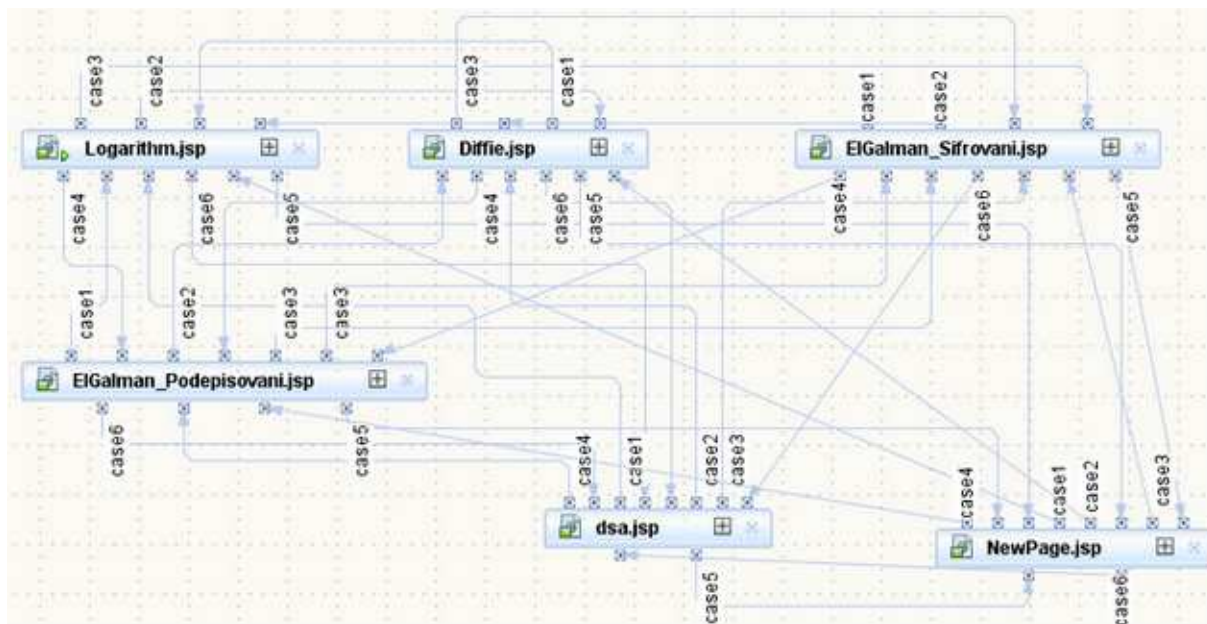 case3
case2
case3
case1
case1
case2
Logarithm.jsp
Diffie.jsp
ElGalman_Sifrovani.jsp
case4
case6
case5
case4
case6
case5
case4
case6
case5
case1
case2
case3
case3
ElGalman_Podepisovani.jsp
case6
case5
case4
case1
case2
case3
case4
case1
case2
case3
dsa.jsp
NewPage.jsp
case5
case6